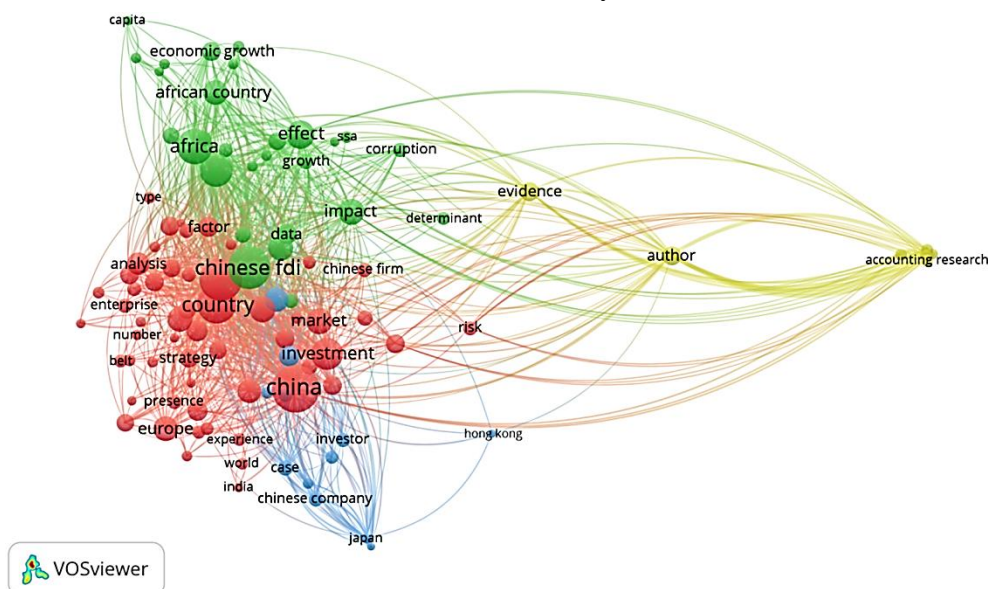 capita
economic growth
african country
africa
effect
ssa
growth
corruption
type
evidence
impact
determinant
factor
data
author
analysis
chinese fdi
chinese firm
accounting research
enterprise
country
number
market
risk
belt
strategy
investment
china
presence
europe
experience
investor
hong kong
world
case
india
chinese company
japan
VOSviewer